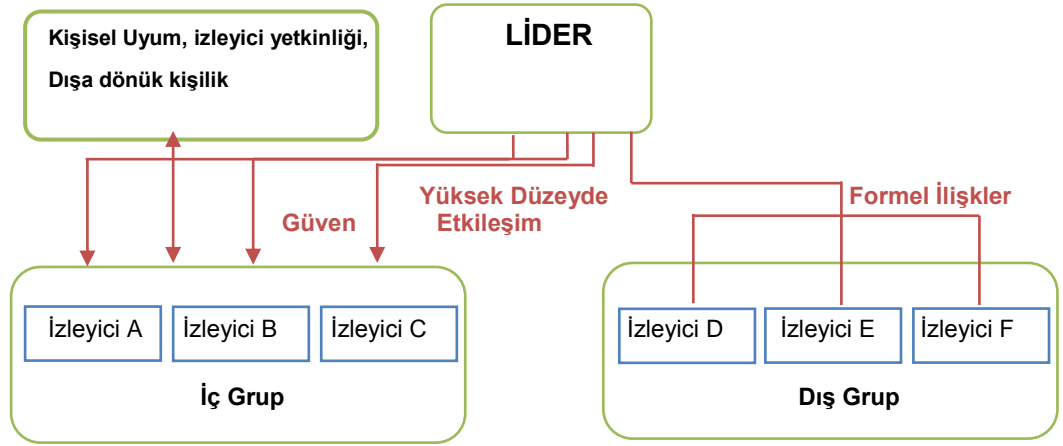 Kişisel Uyum, izleyici yetkinliği,
Dışa dönük kişilik
LİDER
Güven
Yüksek Düzeyde
Etkileşim
Formel İlişkler
İzleyici A
İzleyici B
İzleyici C
İç Grup
İzleyici D
İzleyici E
İzleyici F
Dış Grup